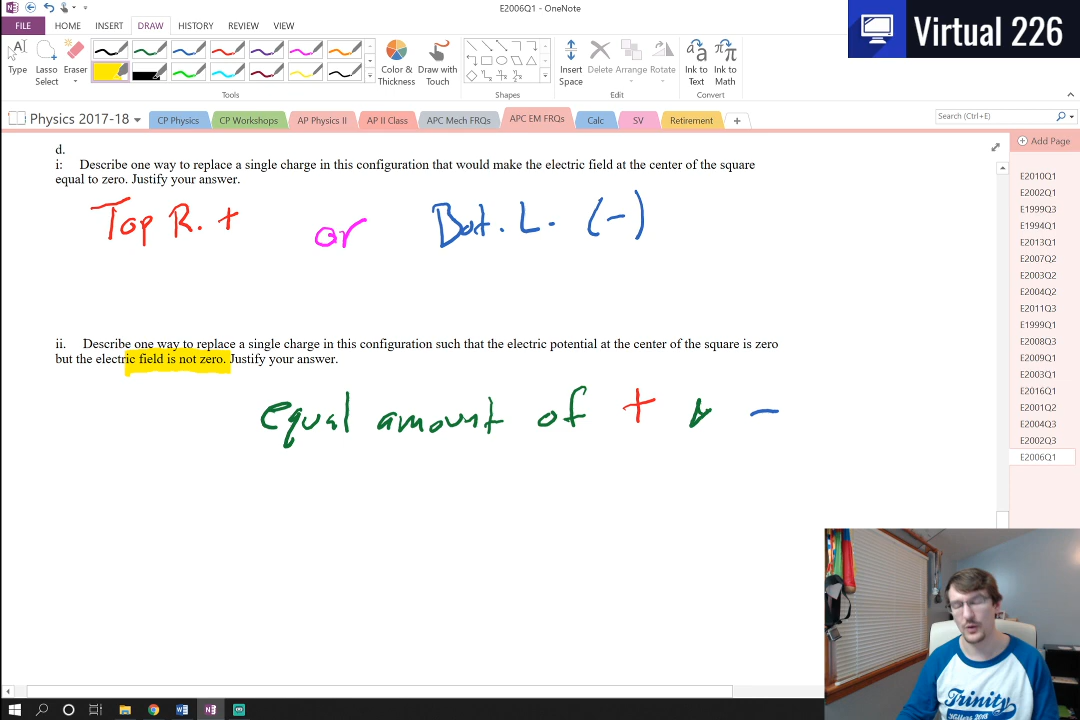 E2006Q1 - OneNote
FILE HOME INSERT DRAW HISTORY REVIEW VIEW
Type Lasso Select Eraser Color & Thickness Draw with Touch Insert Space Delete Arrange Rotate Ink to Text Ink to Math
Tools Shapes Edit Convert
Virtual 226
Physics 2017-18 CP Physics CP Workshops AP Physics II AP II Class APC Mech FRQs APC EM FRQs Calc SV Retirement + Search (Ctrl+E)
Add Page
d.
i: Describe one way to replace a single charge in this configuration that would make the electric field at the center of the square
equal to zero. Justify your answer.
Top R. + or Bot. L. (-)
ii. Describe one way to replace a single charge in this configuration such that the electric potential at the center of the square is zero
but the electric field is not zero. Justify your answer.
equal amount of + & -
E2010Q1
E2002Q1
E1999Q3
E1994Q1
E2013Q1
E2007Q2
E2003Q2
E2004Q2
E2011Q3
E1999Q1
E2008Q3
E2009Q1
E2003Q1
E2016Q1
E2001Q2
E2004Q3
E2002Q3
E2006Q1
Trinity